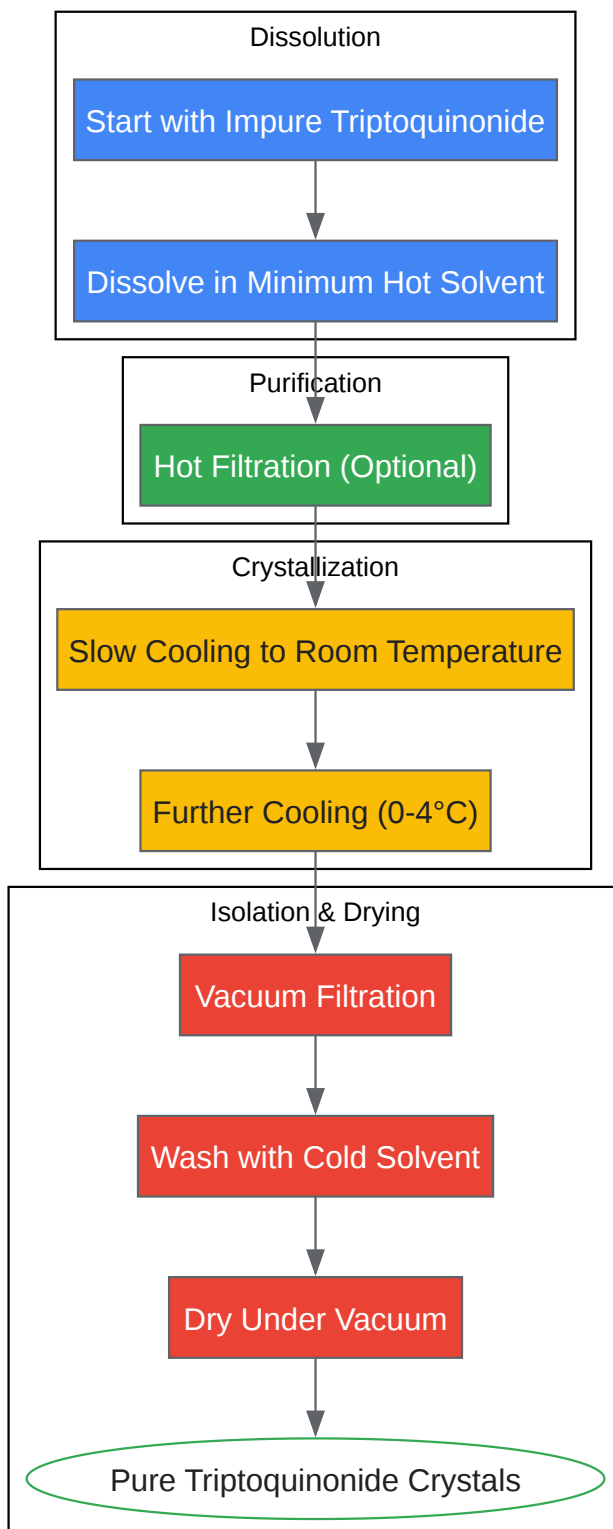 Dissolution
Start with Impure Triptoquinonide
Dissolve in Minimum Hot Solvent
Purification
Hot Filtration (Optional)
Crystallization
Slow Cooling to Room Temperature
Further Cooling (0-4°C)
Isolation & Drying
Vacuum Filtration
Wash with Cold Solvent
Dry Under Vacuum
Pure Triptoquinonide Crystals